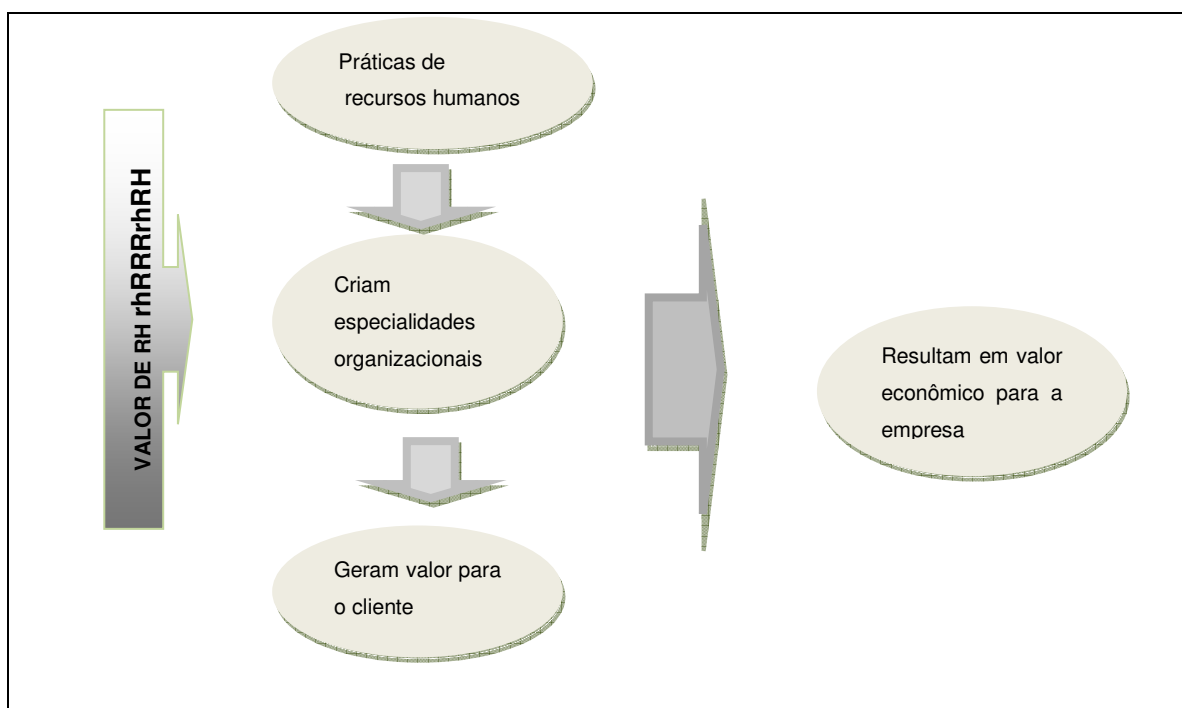 Práticas de
recursos humanos
VALOR DE RH rhRRRrhRH
Criam
especialidades
organizacionais
Resultam em valor
econômico para a
empresa
Geram valor para
o cliente